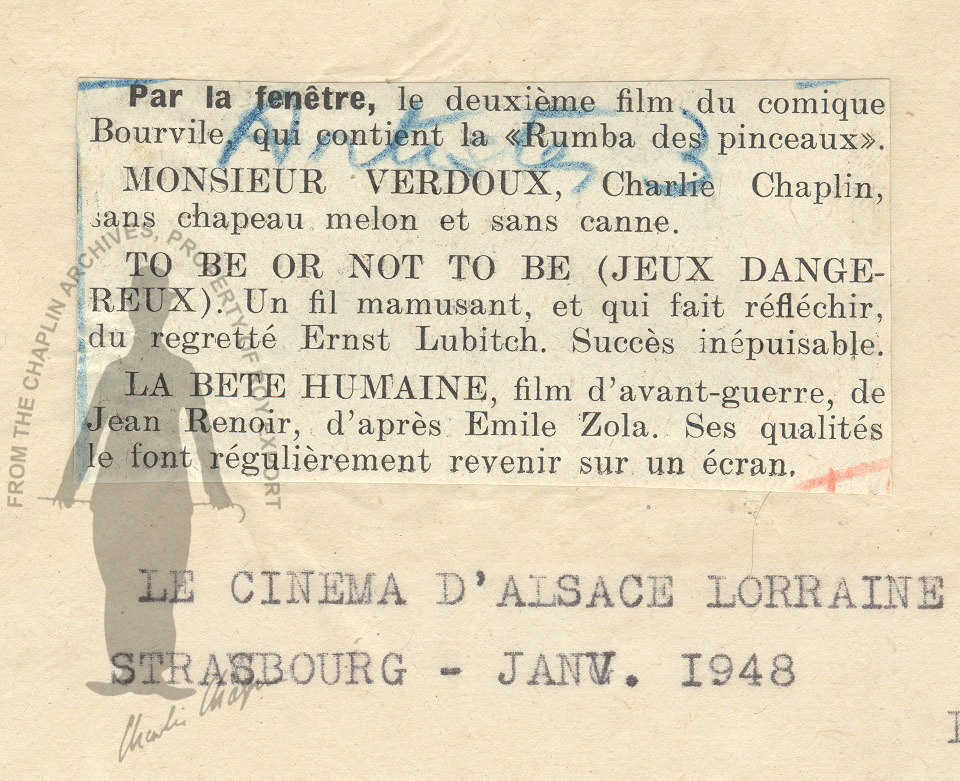 Par la fenêtre, le deuxième film du comique
Bourvile, qui contient la «Rumba des pinceaux».
MONSIEUR VERDOUX, Charlie Chaplin,
sans chapeau melon et sans canne.
TO BE OR NOT TO BE (JEUX DANGE-
REUX). Un fil mamusant, et qui fait réfléchir,
du regretté Ernst Lubitch. Succès inépuisable.
LA BETE HUMAINE, film d'avant-guerre, de
Jean Renoir, d'après Emile Zola. Ses qualités
le font régulièrement revenir sur un écran.
FROM THE CHAPLIN ARCHIVES, PROPERTY OF ROY EXPORT
LE CINEMA D'ALSACE LORRAINE
STRASBOURG - JANV. 1948
Charlie Chaplin